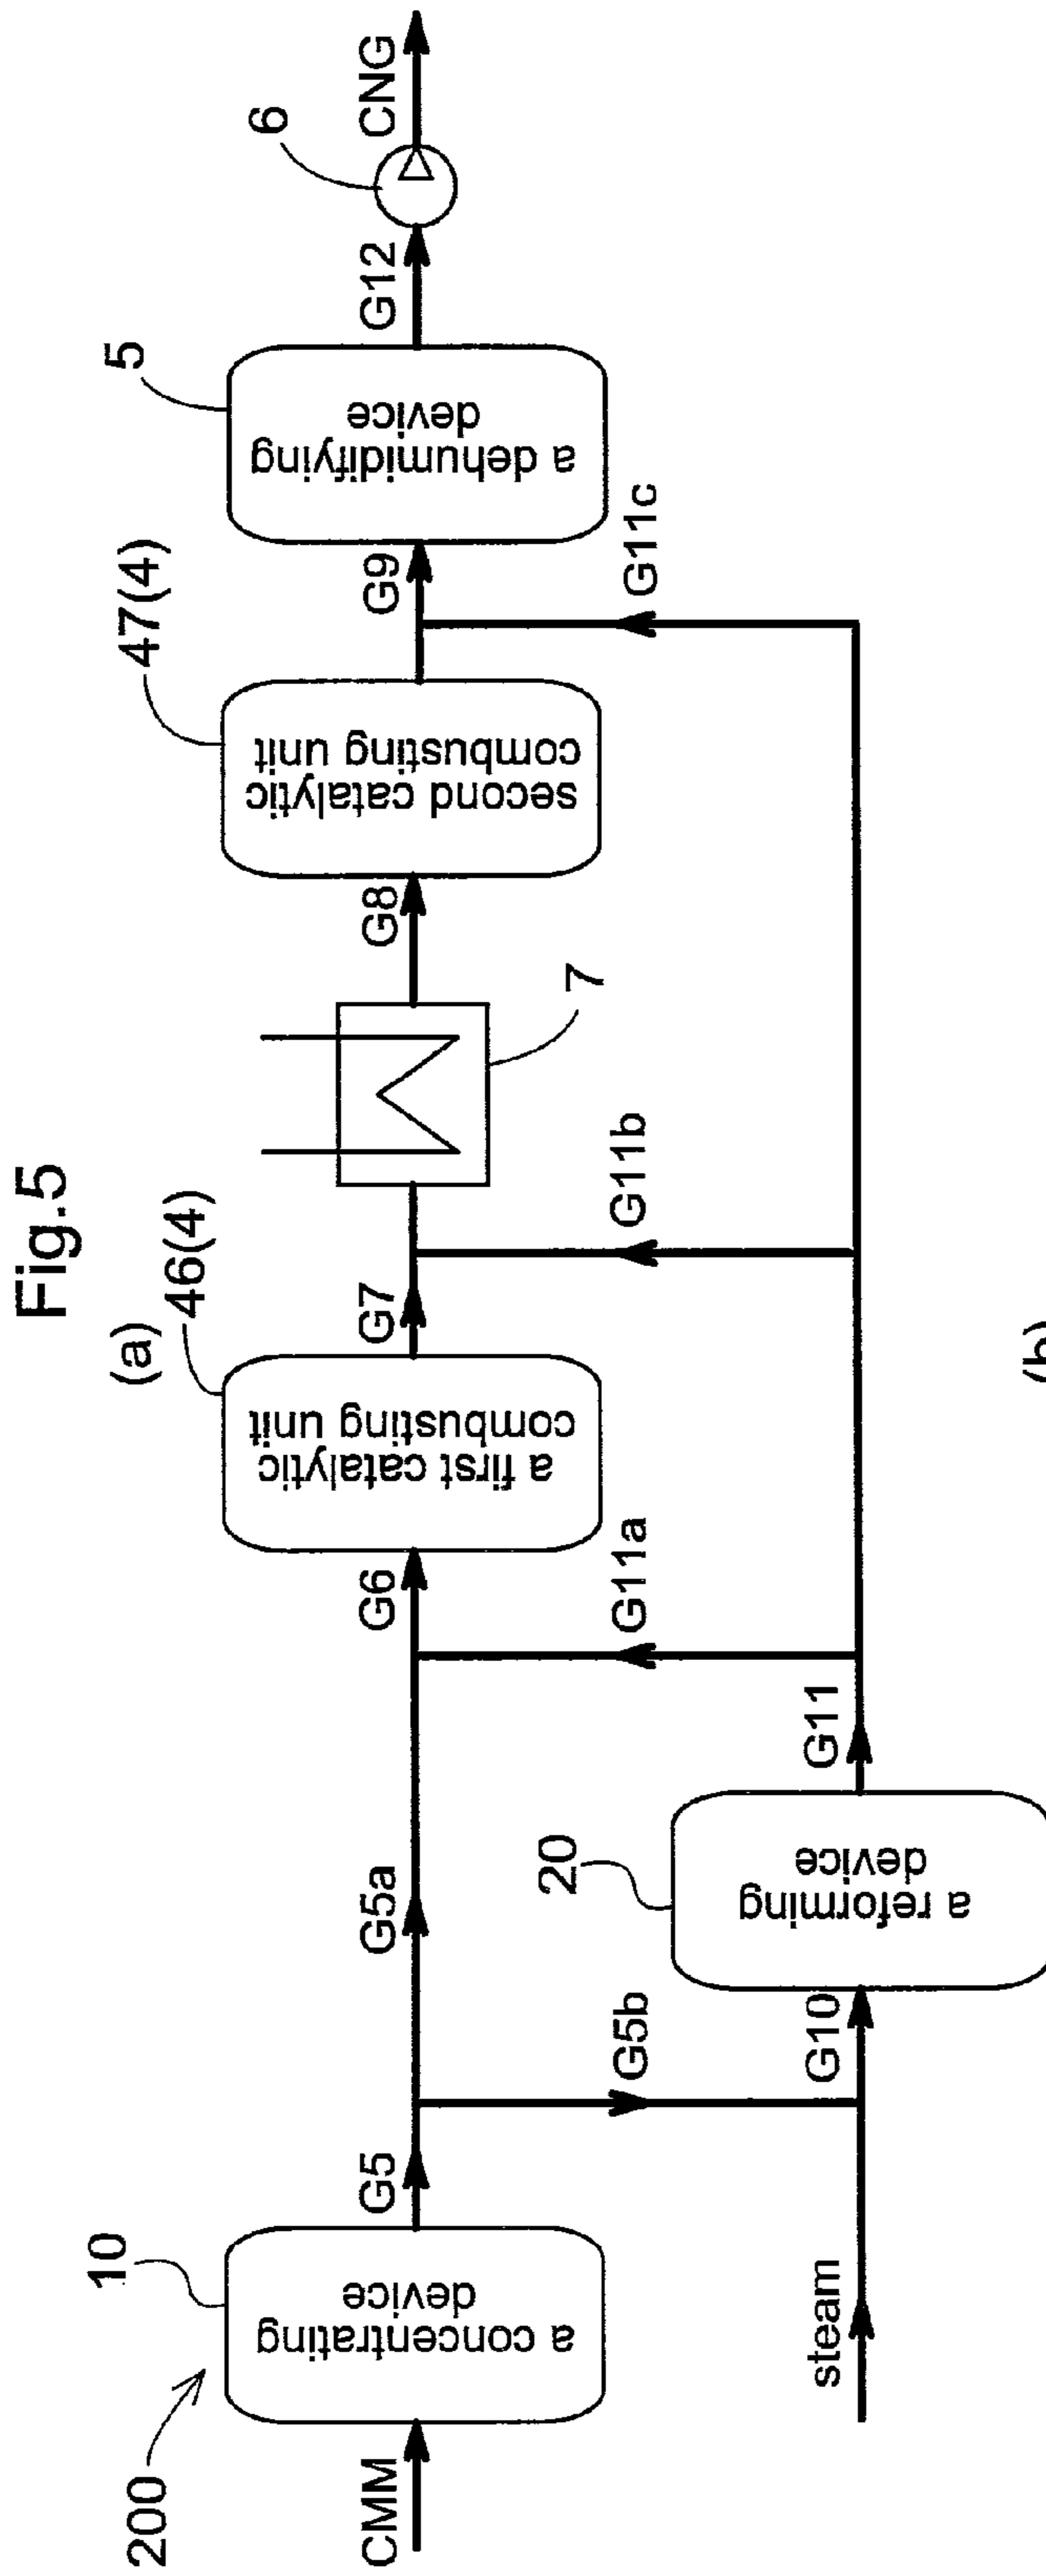 Fig.5
(a)
200
10
46(4)
47(4)
5
6
CMM
a concentrating
device
G5
G5a
G6
a first catalytic
combusting unit
G7
7
G8
second catalytic
combusting unit
G9
a dehumidifying
device
G12
CNG
G5b
G11a
G11b
G11c
steam
G10
20
a reforming
device
G11
(b)